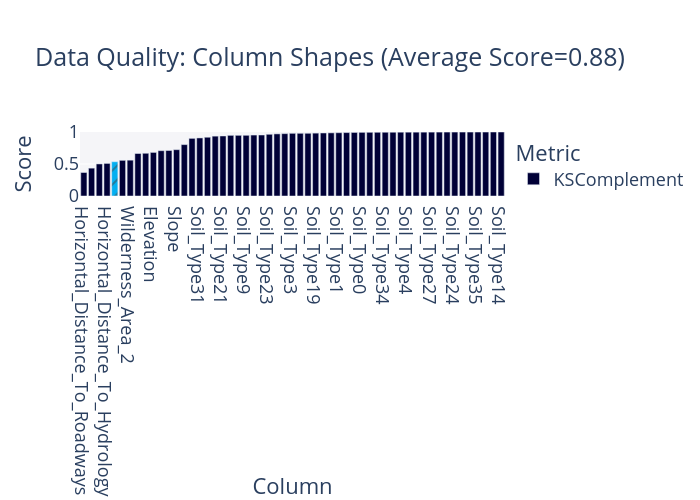 Data Quality: Column Shapes (Average Score=0.88)
Score
1
0.5
0
Metric
KSComplement
Horizontal_Distance_To_Roadways
Horizontal_Distance_To_Hydrology
Wilderness_Area_2
Elevation
Slope
Soil_Type31
Soil_Type21
Soil_Type9
Soil_Type23
Soil_Type3
Soil_Type19
Soil_Type1
Soil_Type0
Soil_Type34
Soil_Type4
Soil_Type27
Soil_Type24
Soil_Type35
Soil_Type14
Column